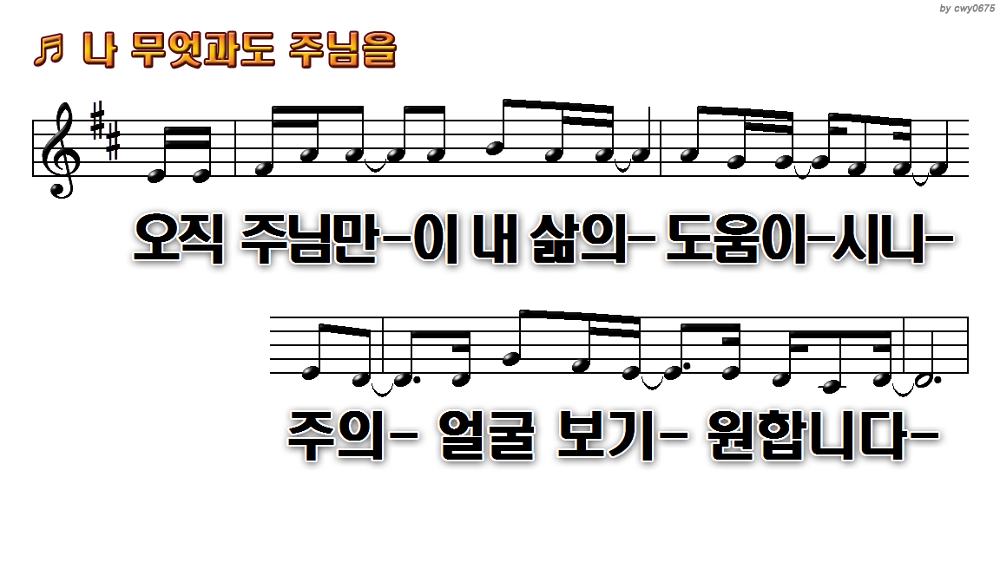 by cwy0675
♬ 나 무엇과도 주님을
오직 주님만-이 내 삶의- 도움이-시니-
주의- 얼굴 보기- 원합니다-